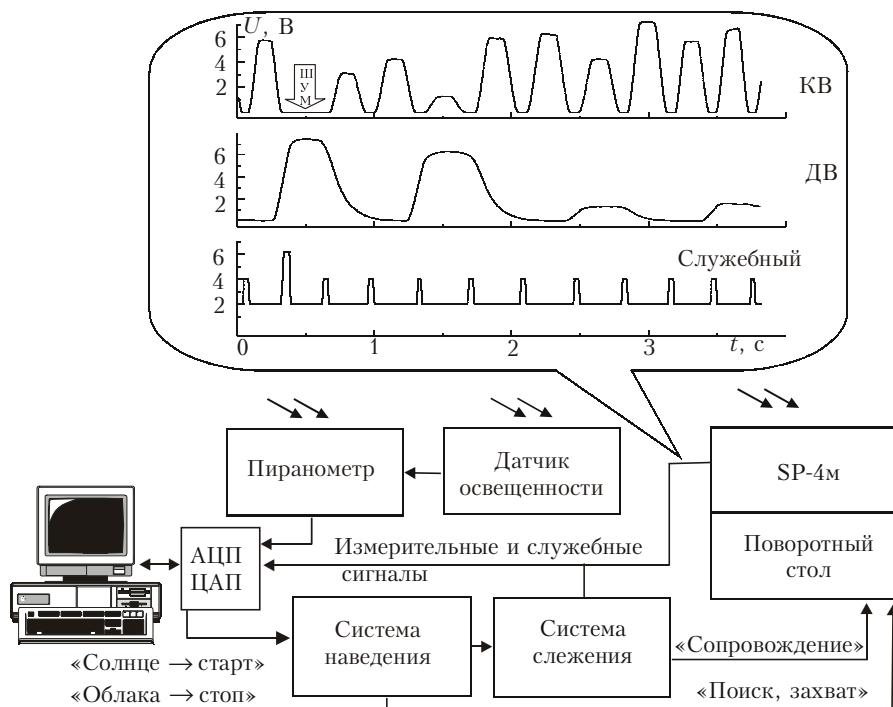 U, В
6
4
2
ШУМ
КВ
6
4
2
ДВ
6
4
2
Служебный
0 1 2 3 t, с
Пиранометр
Датчик
освещенности
SP-4м
Поворотный
стол
АЦП
ЦАП
Измерительные и служебные
сигналы
Система
наведения
Система
слежения
«Сопровождение»
«Солнце → старт»
«Облака → стоп»
«Поиск, захват»